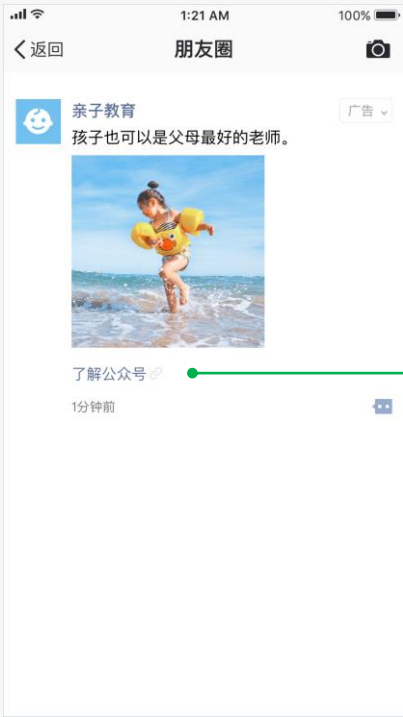 1:21 AM
100%
返回
朋友圈
亲子教育
广告
孩子也可以是父母最好的老师。
了解公众号
1分钟前